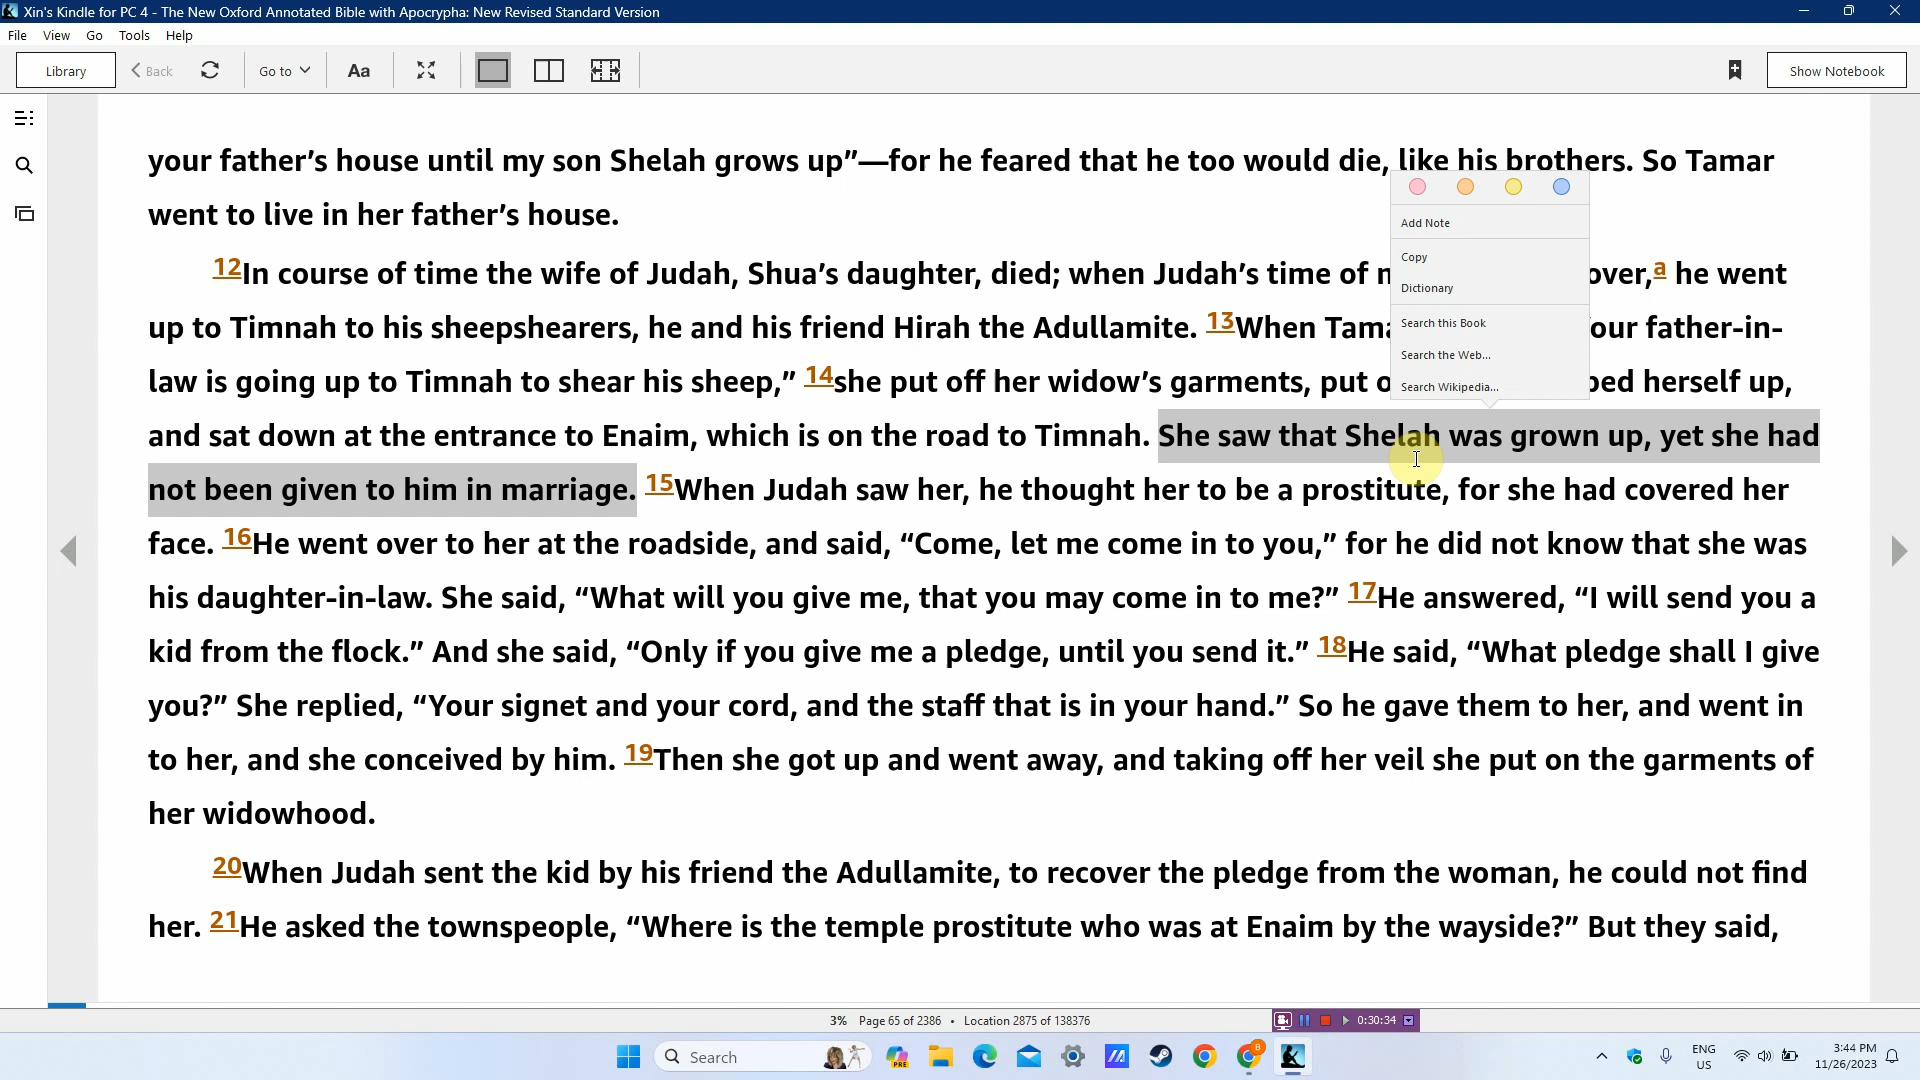 Xin's Kindle for PC 4 - The New Oxford Annotated Bible with Apocrypha: New Revised Standard Version
File View Go Tools Help
Library Back Go to Aa Show Notebook
your father’s house until my son Shelah grows up”—for he feared that he too would die, like his brothers. So Tamar
went to live in her father’s house.
12In course of time the wife of Judah, Shua’s daughter, died; when Judah’s time of over,a he went
up to Timnah to his sheepshearers, he and his friend Hirah the Adullamite. 13When our father-in-
law is going up to Timnah to shear his sheep,” 14she put off her widow’s garments, put herself up,
and sat down at the entrance to Enaim, which is on the road to Timnah. She saw that Shelah was grown up, yet she had
not been given to him in marriage. 15When Judah saw her, he thought her to be a prostitute, for she had covered her
face. 16He went over to her at the roadside, and said, “Come, let me come in to you,” for he did not know that she was
his daughter-in-law. She said, “What will you give me, that you may come in to me?” 17He answered, “I will send you a
kid from the flock.” And she said, “Only if you give me a pledge, until you send it.” 18He said, “What pledge shall I give
you?” She replied, “Your signet and your cord, and the staff that is in your hand.” So he gave them to her, and went in
to her, and she conceived by him. 19Then she got up and went away, and taking off her veil she put on the garments of
her widowhood.
20When Judah sent the kid by his friend the Adullamite, to recover the pledge from the woman, he could not find
her. 21He asked the townspeople, “Where is the temple prostitute who was at Enaim by the wayside?” But they said,
Add Note
Copy
Dictionary
Search this Book
Search the Web...
Search Wikipedia...
3% Page 65 of 2386 • Location 2875 of 138376
0:30:34
Search
PRE
8
ENG
US
3:44 PM
11/26/2023